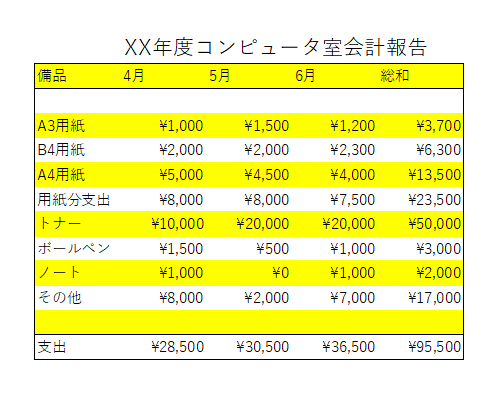 XX年度コンピュータ室会計報告
備品 4月 5月 6月 総和
A3用紙 ¥1,000 ¥1,500 ¥1,200 ¥3,700
B4用紙 ¥2,000 ¥2,000 ¥2,300 ¥6,300
A4用紙 ¥5,000 ¥4,500 ¥4,000 ¥13,500
用紙分支出 ¥8,000 ¥8,000 ¥7,500 ¥23,500
トナー ¥10,000 ¥20,000 ¥20,000 ¥50,000
ボールペン ¥1,500 ¥500 ¥1,000 ¥3,000
ノート ¥1,000 ¥0 ¥1,000 ¥2,000
その他 ¥8,000 ¥2,000 ¥7,000 ¥17,000
支出 ¥28,500 ¥30,500 ¥36,500 ¥95,500